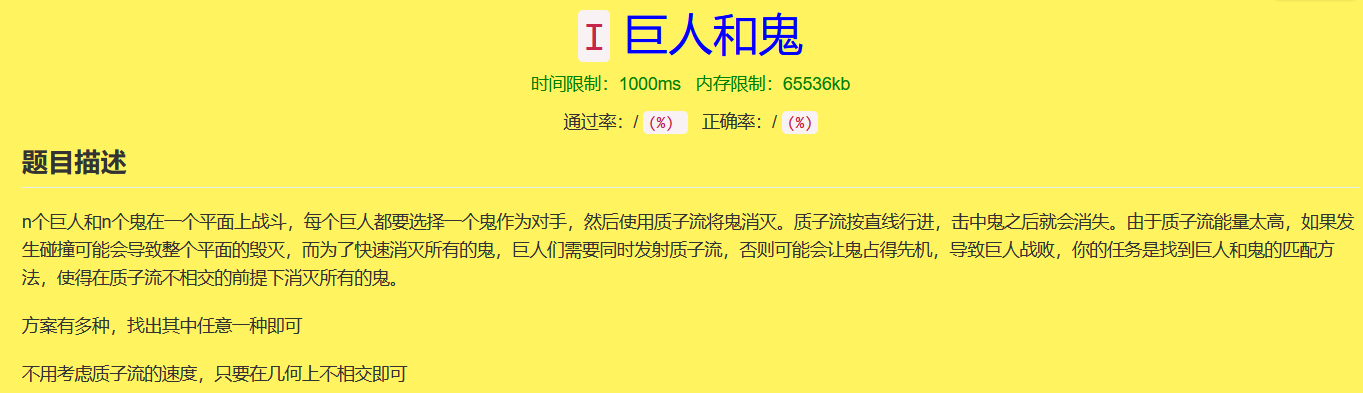 I 巨人和鬼
时间限制：1000ms 内存限制：65536kb
通过率：/ (%) 正确率：/ (%)
题目描述
n个巨人和n个鬼在一个平面上战斗，每个巨人都要选择一个鬼作为对手，然后使用质子流将鬼消灭。质子流按直线行进，击中鬼之后就会消失。由于质子流能量太高，如果发
生碰撞可能会导致整个平面的毁灭，而为了快速消灭所有的鬼，巨人们需要同时发射质子流，否则可能会让鬼占得先机，导致巨人战败，你的任务是找到巨人和鬼的匹配方
法，使得在质子流不相交的前提下消灭所有的鬼。
方案有多种，找出其中任意一种即可
不用考虑质子流的速度，只要在几何上不相交即可